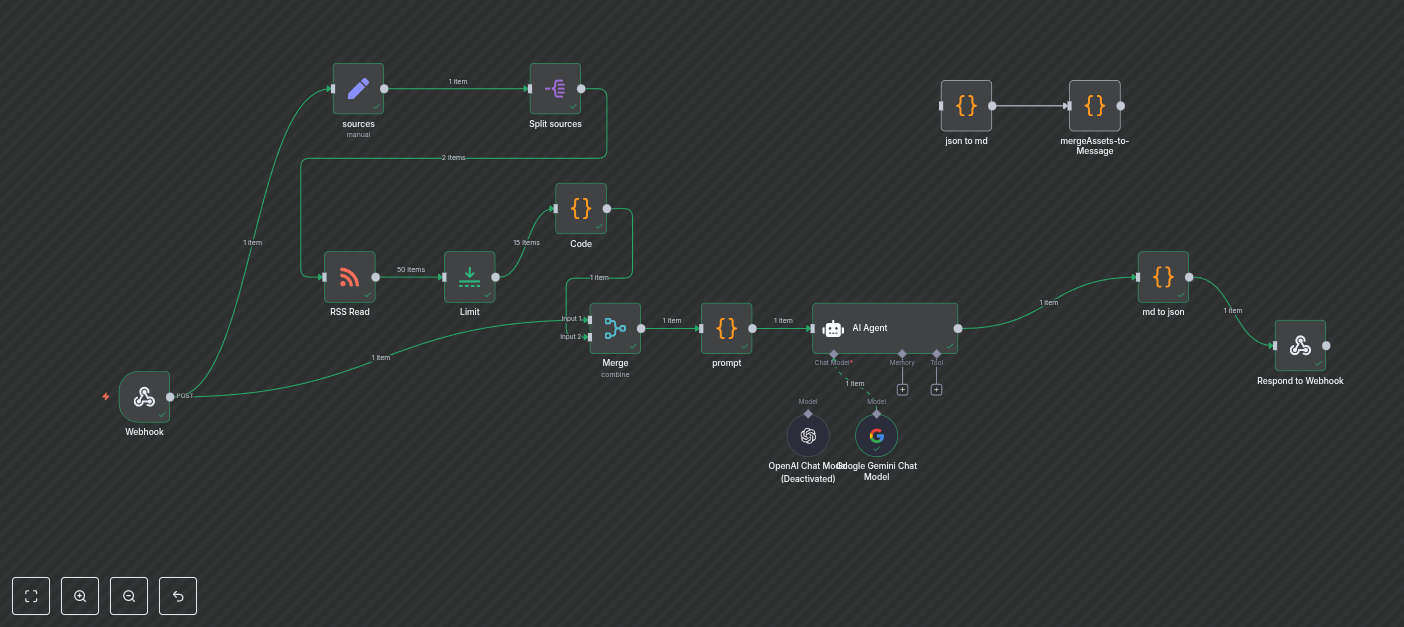 1 item
sources
manual
Split sources
json to md
mergeAssets-to-
Message
2 items
1 item
15 items
Code
50 items
1 item
RSS Read
Limit
md to json
1 item
1 item
Input 1
Input 2
1 item
1 item
AI Agent
Merge
combine
prompt
Chat Model*
Memory
Tool
1 item
1 item
POST
Webhook
Model
Model
Respond to Webhook
OpenAI Chat Mode
(Deactivated)
Google Gemini Chat
Model